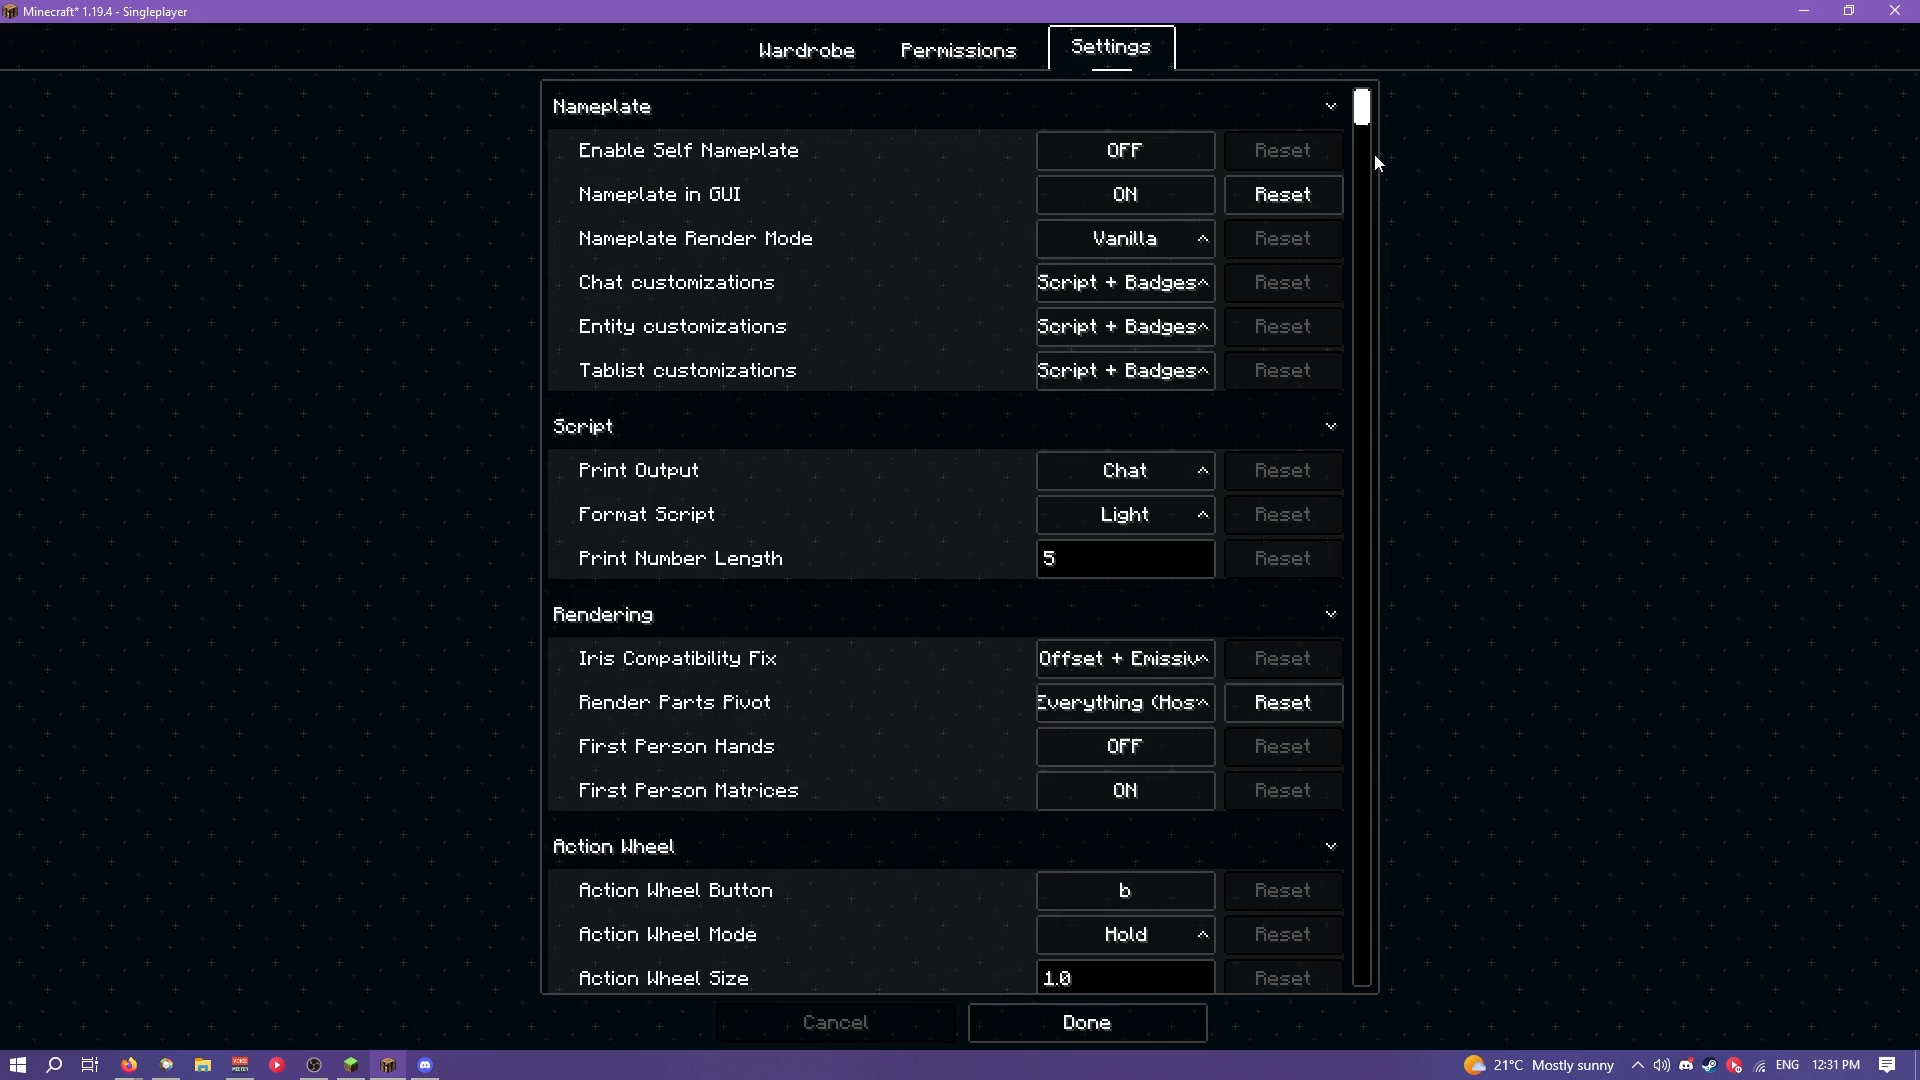 Minecraft* 1.19.4 - Singleplayer
Wardrobe Permissions Settings
Nameplate
Enable Self Nameplate OFF Reset
Nameplate in GUI ON Reset
Nameplate Render Mode Vanilla Reset
Chat customizations Script + Badges Reset
Entity customizations Script + Badges Reset
Tablist customizations Script + Badges Reset
Script
Print Output Chat Reset
Format Script Light Reset
Print Number Length 5 Reset
Rendering
Iris Compatibility Fix Offset + Emissiv Reset
Render Parts Pivot Everything (Hos Reset
First Person Hands OFF Reset
First Person Matrices ON Reset
Action Wheel
Action Wheel Button b Reset
Action Wheel Mode Hold Reset
Action Wheel Size 1.0 Reset
Cancel Done
VOICE MEETER 21°C Mostly sunny ENG 12:31 PM